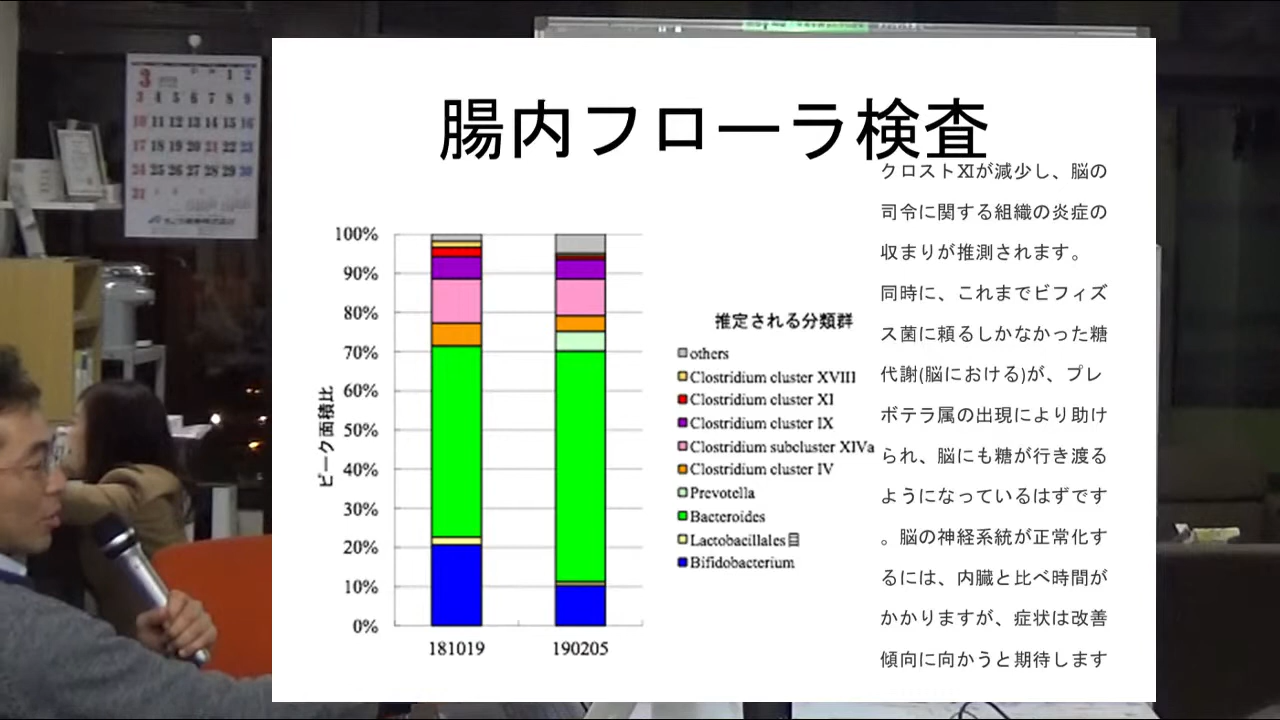 腸内フローラ検査
クロストⅪが減少し、脳の
司令に関する組織の炎症の
収まりが推測されます。
同時に、これまでビフィズ
ス菌に頼るしかなかった糖
代謝(脳における)が、プレ
ボテラ属の出現により助け
られ、脳にも糖が行き渡る
ようになっているはずです
。脳の神経系統が正常化す
るには、内臓と比べ時間が
かかりますが、症状は改善
傾向に向かうと期待します
100%
90%
80%
70%
60%
50%
40%
30%
20%
10%
0%
ピーク面積比
181019 190205
推定される分類群
others
Clostridium cluster XVIII
Clostridium cluster XI
Clostridium cluster IX
Clostridium subcluster XIVa
Clostridium cluster IV
Prevotella
Bacteroides
Lactobacillales目
Bifidobacterium
3
1 2
3 4 5 6 7 8 9
10 11 12 13 14 15 16
17 18 19 20 21 22 23
24 25 26 27 28 29 30
31